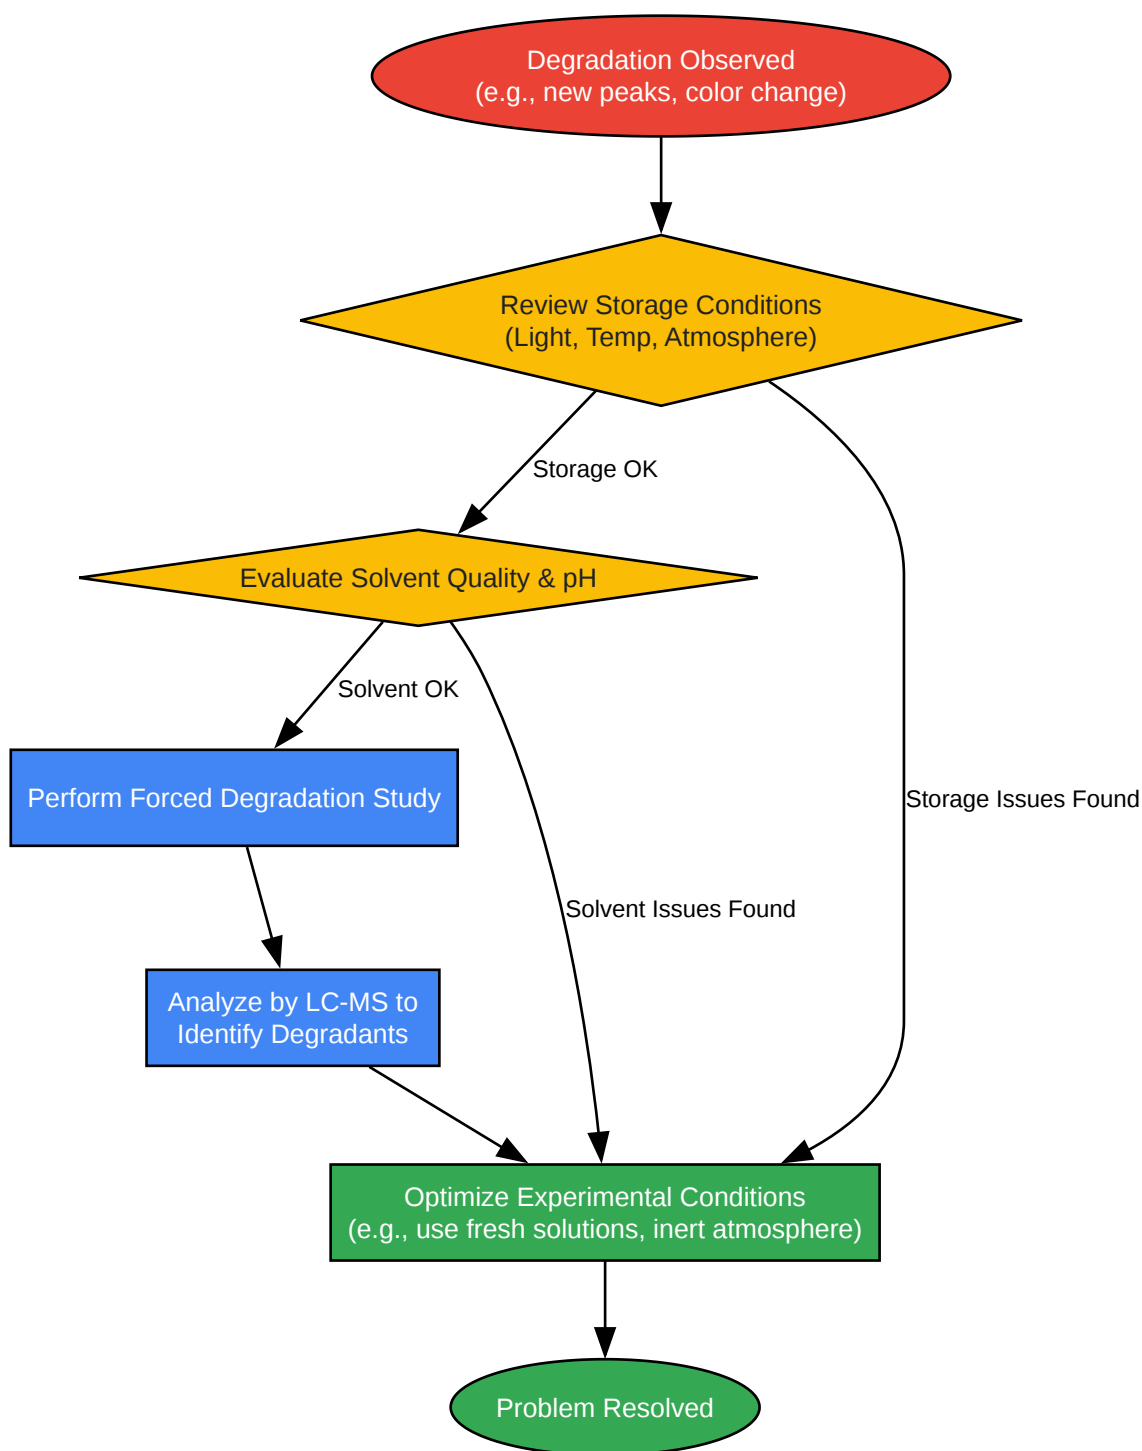 Degradation Observed
(e.g., new peaks, color change)
Review Storage Conditions
(Light, Temp, Atmosphere)
Storage OK
Evaluate Solvent Quality & pH
Solvent OK
Perform Forced Degradation Study
Storage Issues Found
Solvent Issues Found
Analyze by LC-MS to
Identify Degradants
Optimize Experimental Conditions
(e.g., use fresh solutions, inert atmosphere)
Problem Resolved